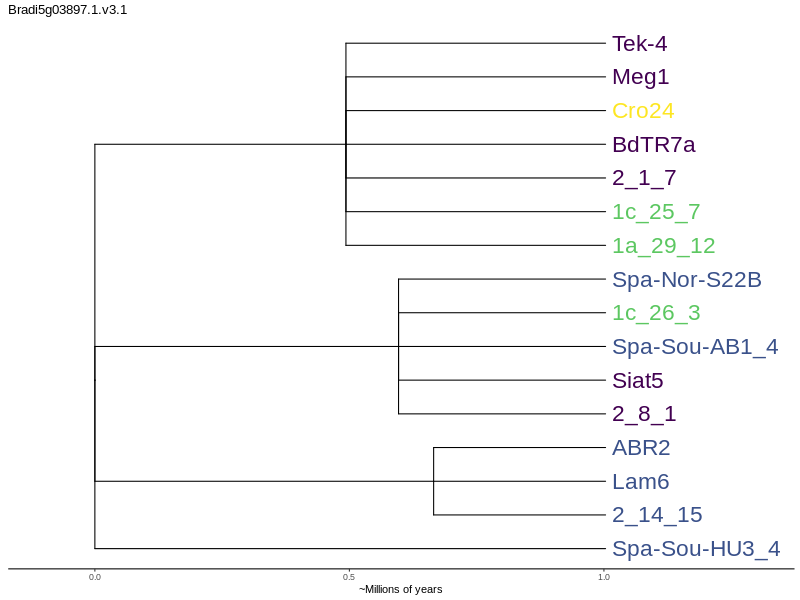 Bradi5g03897.1.v3.1
Tek-4
Meg1
Cro24
BdTR7a
2_1_7
1c_25_7
1a_29_12
Spa-Nor-S22B
1c_26_3
Spa-Sou-AB1_4
Siat5
2_8_1
ABR2
Lam6
2_14_15
Spa-Sou-HU3_4
0.0 0.5 1.0
~Millions of years